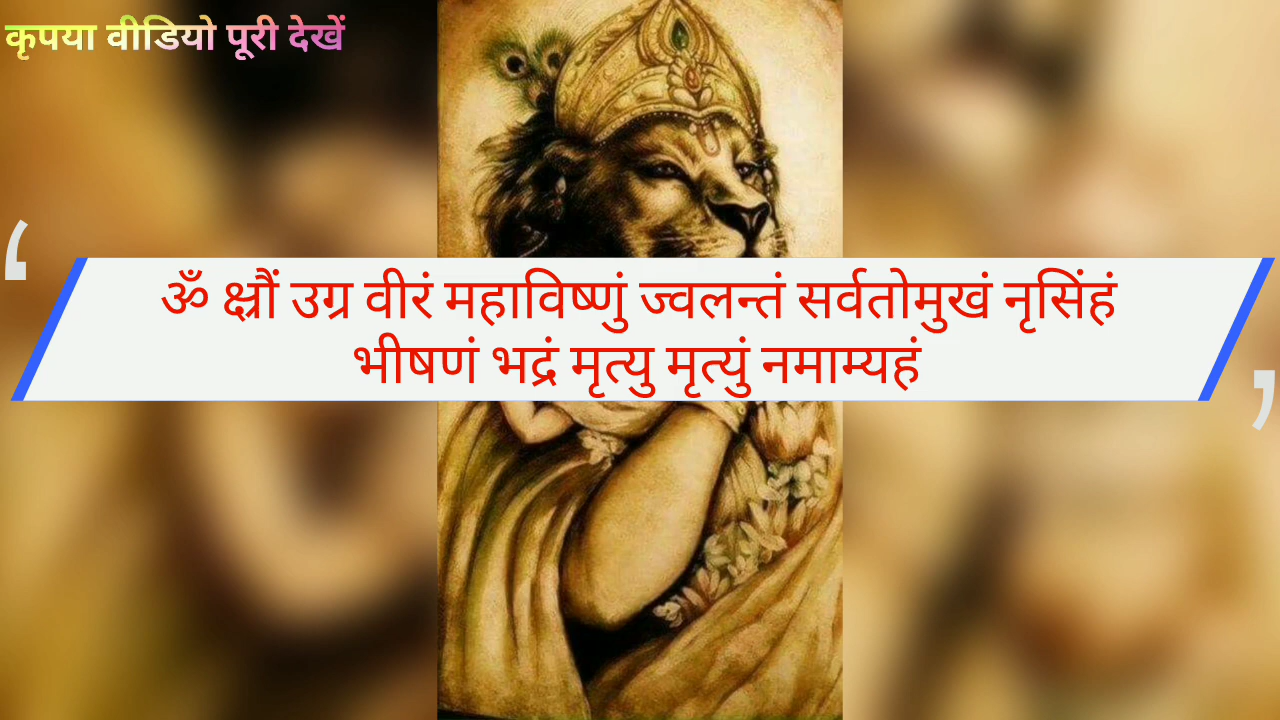 कृपया वीडियो पूरी देखें
ॐ क्ष्रौं उग्र वीरं महाविष्णुं ज्वलन्तं सर्वतोमुखं नृसिंहं
भीषणं भद्रं मृत्यु मृत्युं नमाम्यहं